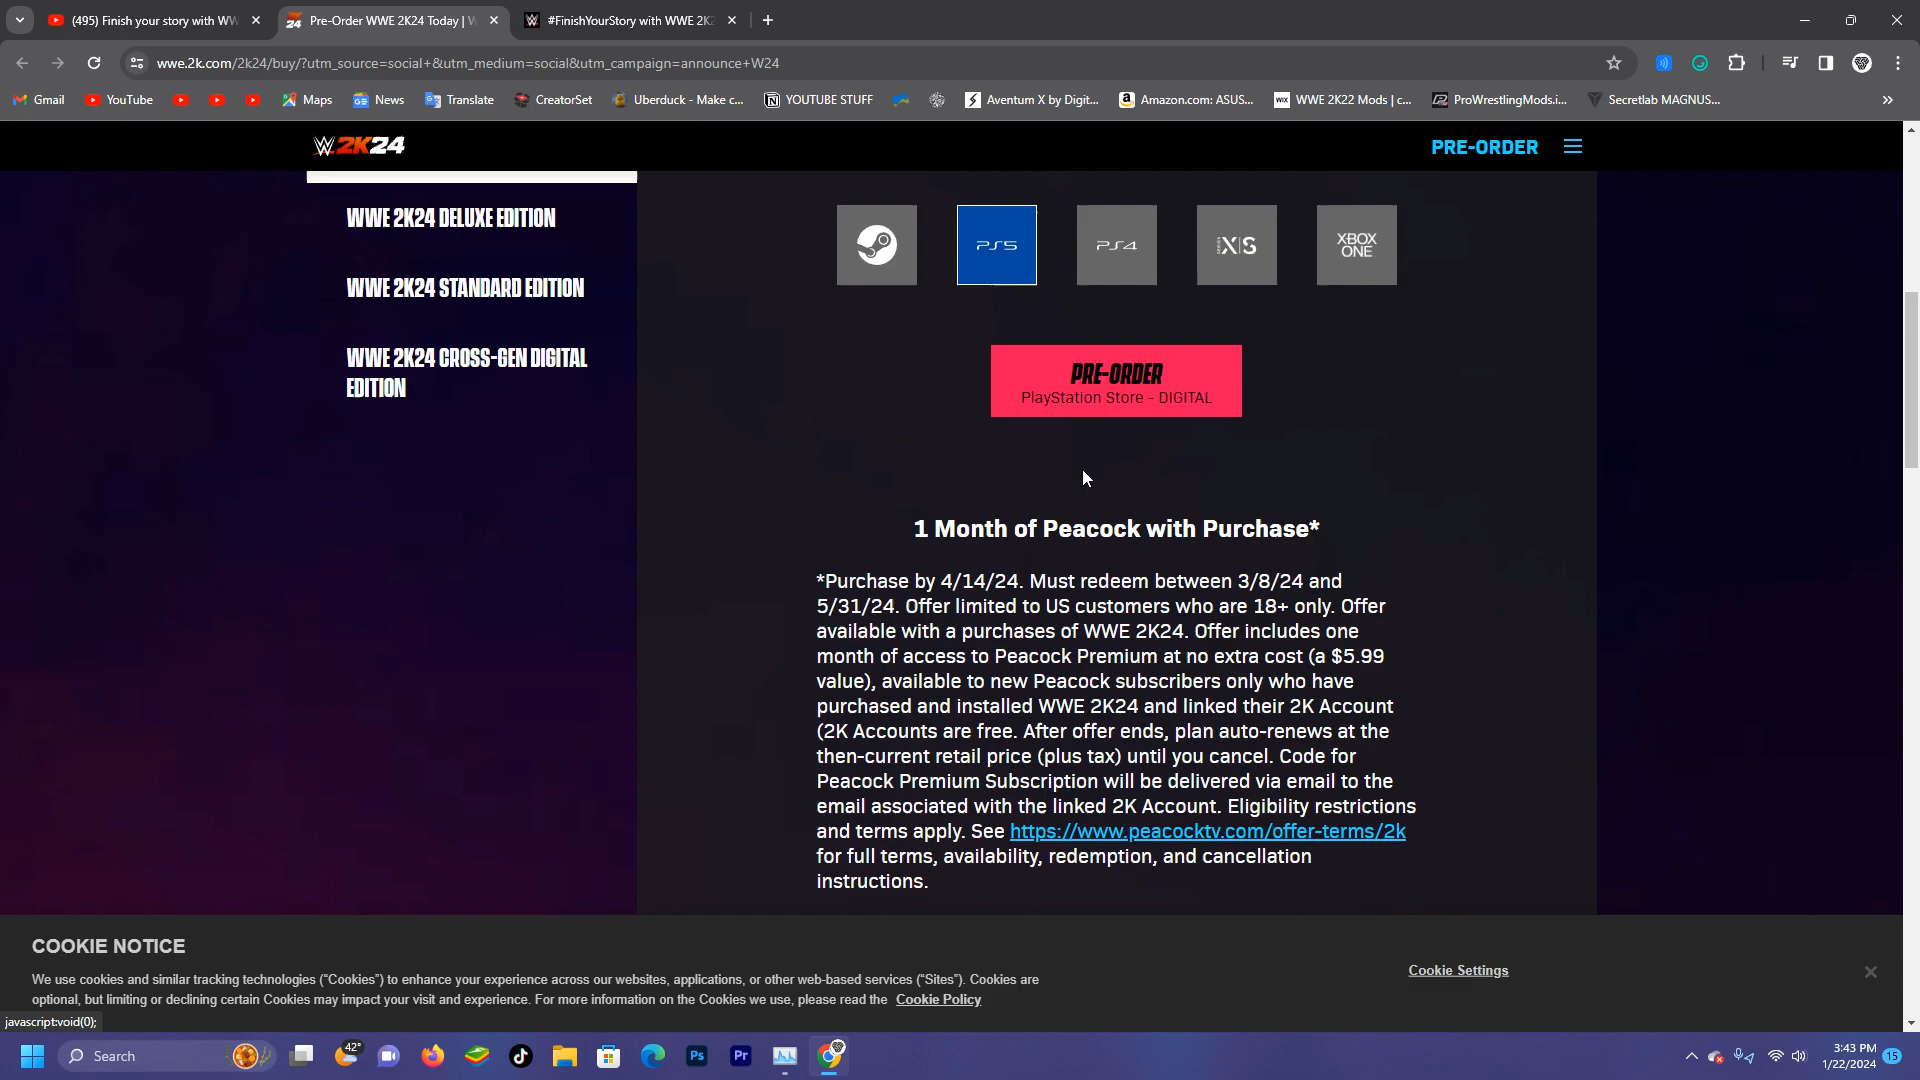 (495) Finish your story with WW
Pre-Order WWE 2K24 Today | W
#FinishYourStory with WWE 2K2
wwe.2k.com/2k24/buy/?utm_source=social+&utm_medium=social&utm_campaign=announce+W24
Gmail
YouTube
Maps
News
Translate
CreatorSet
Uberduck - Make c...
YOUTUBE STUFF
Aventum X by Digit...
Amazon.com: ASUS...
WIX
WWE 2K22 Mods | c...
ProWrestlingMods.i...
Secretlab MAGNUS...
W 2K24
PRE-ORDER
WWE 2K24 DELUXE EDITION
WWE 2K24 STANDARD EDITION
WWE 2K24 CROSS-GEN DIGITAL
EDITION
PS5
PS4
SERIES X|S
XBOX
ONE
PRE-ORDER
PlayStation Store - DIGITAL
1 Month of Peacock with Purchase*
*Purchase by 4/14/24. Must redeem between 3/8/24 and
5/31/24. Offer limited to US customers who are 18+ only. Offer
available with a purchases of WWE 2K24. Offer includes one
month of access to Peacock Premium at no extra cost (a $5.99
value), available to new Peacock subscribers only who have
purchased and installed WWE 2K24 and linked their 2K Account
(2K Accounts are free. After offer ends, plan auto-renews at the
then-current retail price (plus tax) until you cancel. Code for
Peacock Premium Subscription will be delivered via email to the
email associated with the linked 2K Account. Eligibility restrictions
and terms apply. See https://www.peacocktv.com/offer-terms/2k
for full terms, availability, redemption, and cancellation
instructions.
COOKIE NOTICE
We use cookies and similar tracking technologies (“Cookies”) to enhance your experience across our websites, applications, or other web-based services (“Sites”). Cookies are
optional, but limiting or declining certain Cookies may impact your visit and experience. For more information on the Cookies we use, please read the Cookie Policy
Cookie Settings
javascript:void(0);
Search
42°
Ps
Pr
3:43 PM
1/22/2024
15